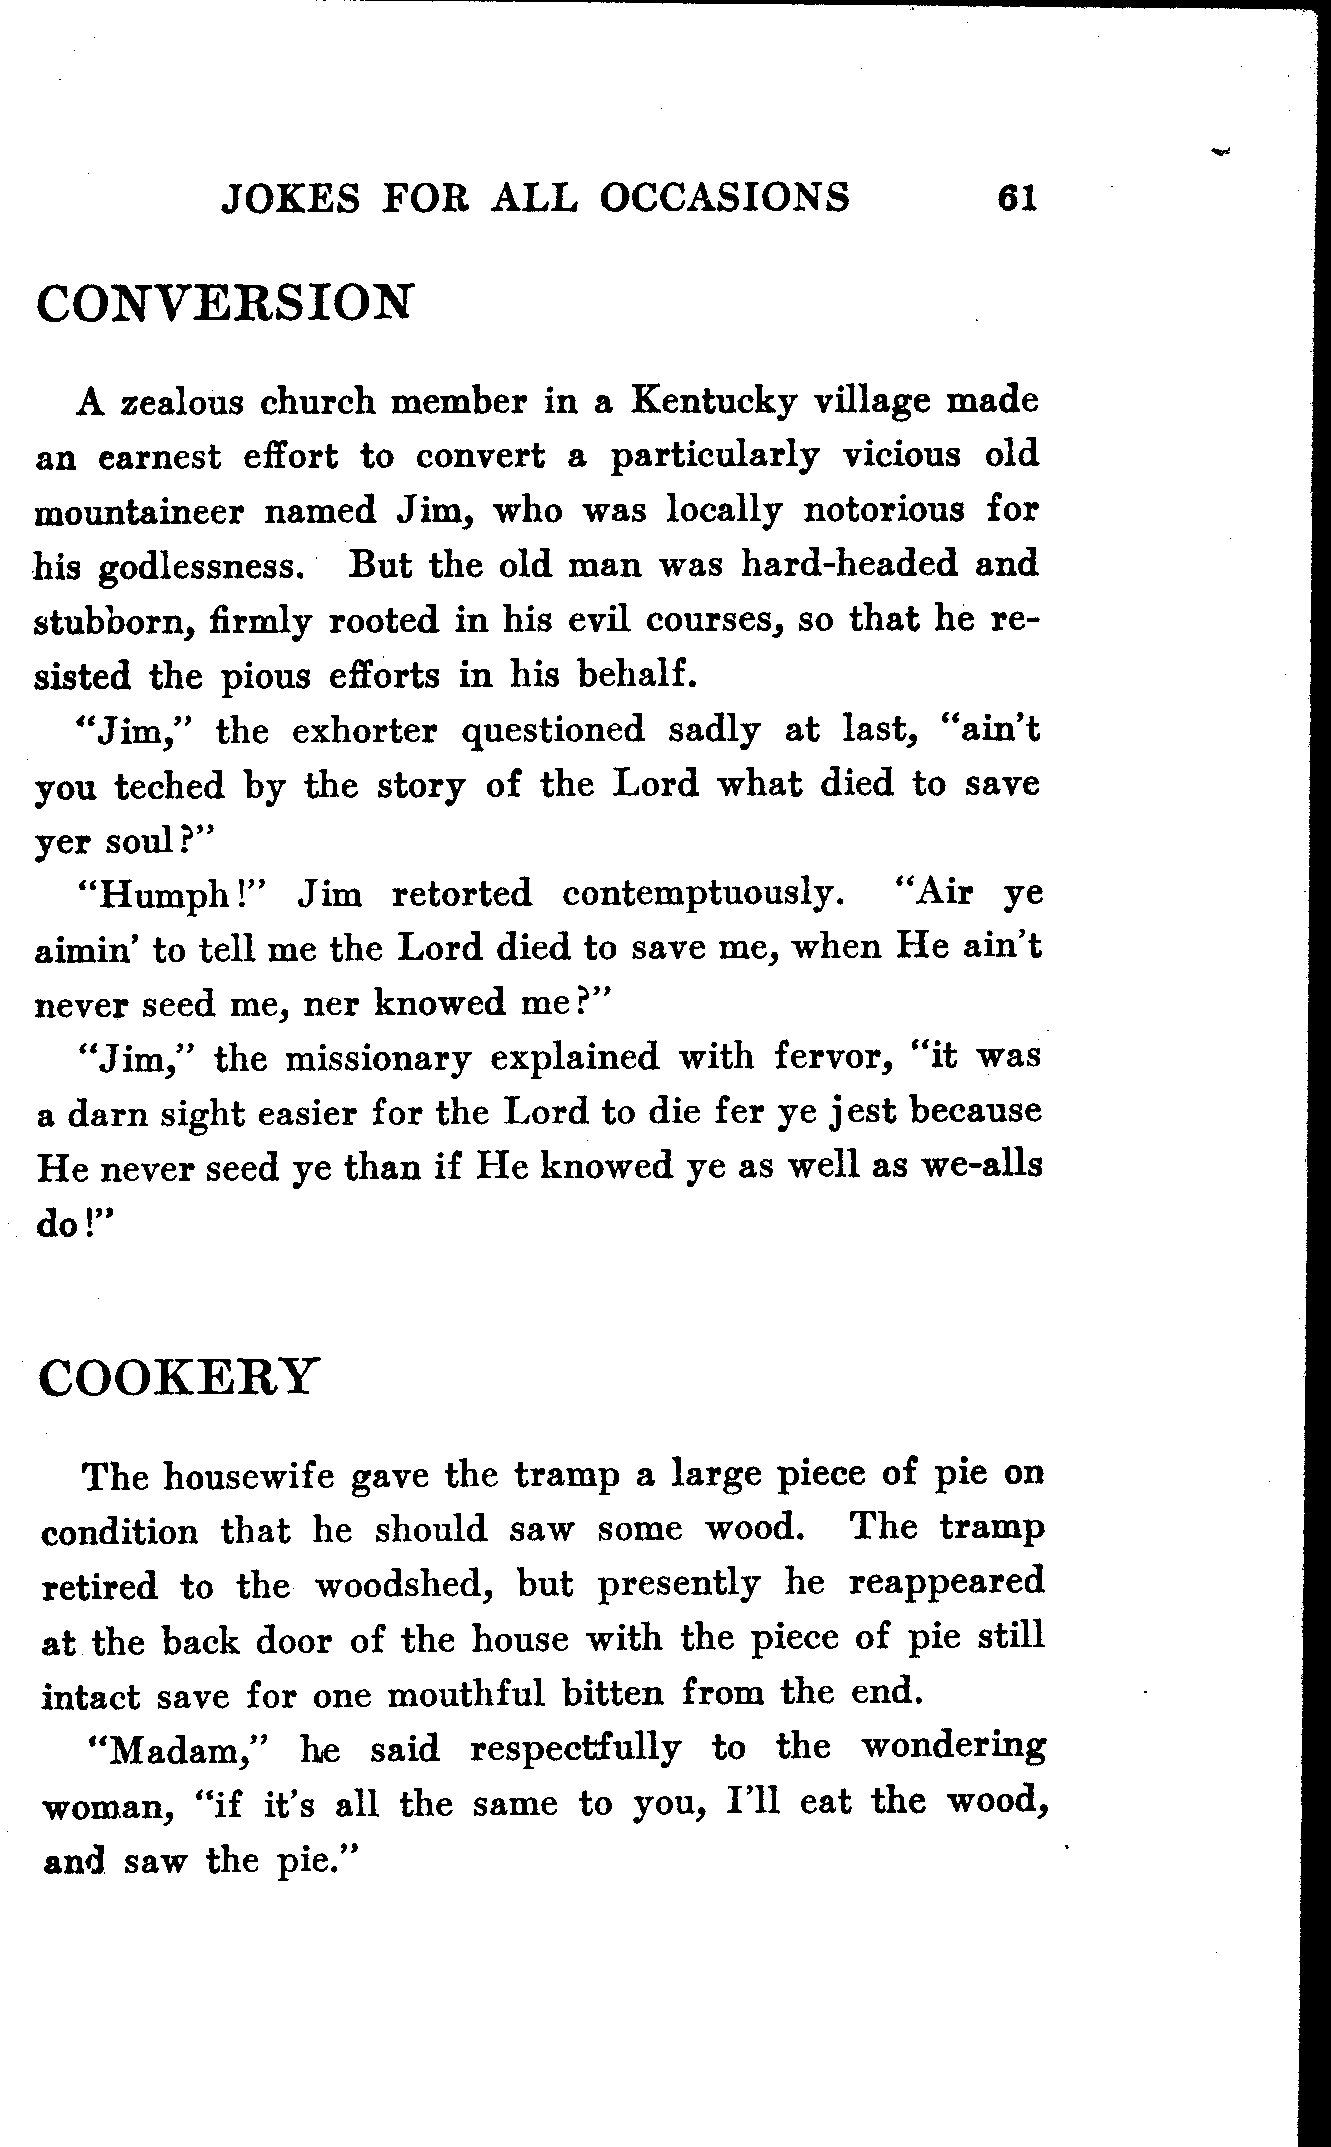 JOKES FOR ALL OCCASIONS 61
CONVERSION
A zealous church member in a Kentucky village made
an earnest effort to convert a particularly vicious old
mountaineer named Jim, who was locally notorious for
his godlessness. But the old man was hard-headed and
stubborn, firmly rooted in his evil courses, so that he re-
sisted the pious efforts in his behalf.
"Jim," the exhorter questioned sadly at last, "ain't
you teched by the story of the Lord what died to save
yer soul?"
"Humph!" Jim retorted contemptuously. "Air ye
aimin' to tell me the Lord died to save me, when He ain't
never seed me, ner knowed me?"
"Jim," the missionary explained with fervor, "it was
a darn sight easier for the Lord to die fer ye jest because
He never seed ye than if He knowed ye as well as we-alls
do!"
COOKERY
The housewife gave the tramp a large piece of pie on
condition that he should saw some wood. The tramp
retired to the woodshed, but presently he reappeared
at the back door of the house with the piece of pie still
intact save for one mouthful bitten from the end.
"Madam," he said respectfully to the wondering
woman, "if it's all the same to you, I'll eat the wood,
and saw the pie."